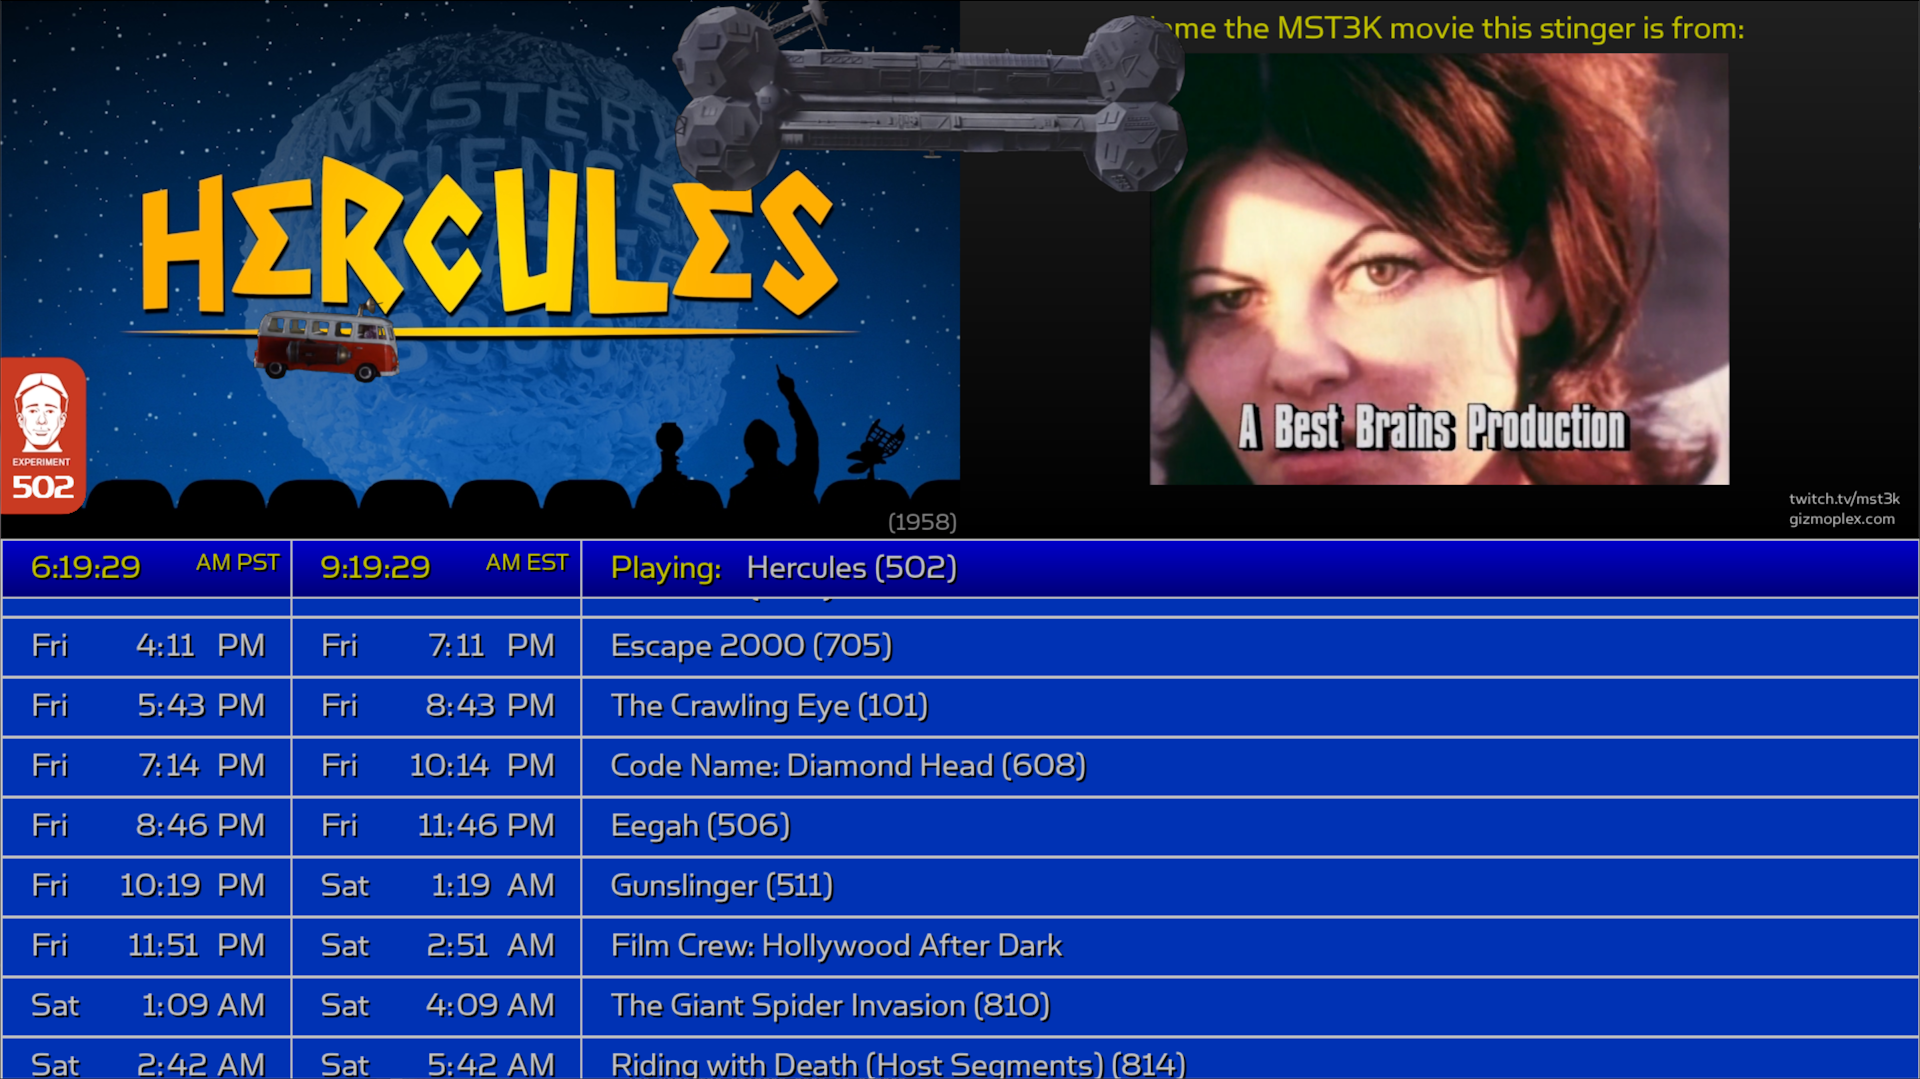 MYSTERY
SCIENCE
3000
HERCULES
EXPERIMENT
502
(1958)
me the MST3K movie this stinger is from:
A Best Brains Production
twitch.tv/mst3k
gizmoplex.com
6:19:29 AM PST 9:19:29 AM EST Playing: Hercules (502)
Fri 4:11 PM Fri 7:11 PM Escape 2000 (705)
Fri 5:43 PM Fri 8:43 PM The Crawling Eye (101)
Fri 7:14 PM Fri 10:14 PM Code Name: Diamond Head (608)
Fri 8:46 PM Fri 11:46 PM Eegah (506)
Fri 10:19 PM Sat 1:19 AM Gunslinger (511)
Fri 11:51 PM Sat 2:51 AM Film Crew: Hollywood After Dark
Sat 1:09 AM Sat 4:09 AM The Giant Spider Invasion (810)
Sat 2:42 AM Sat 5:42 AM Riding with Death (Host Segments) (814)